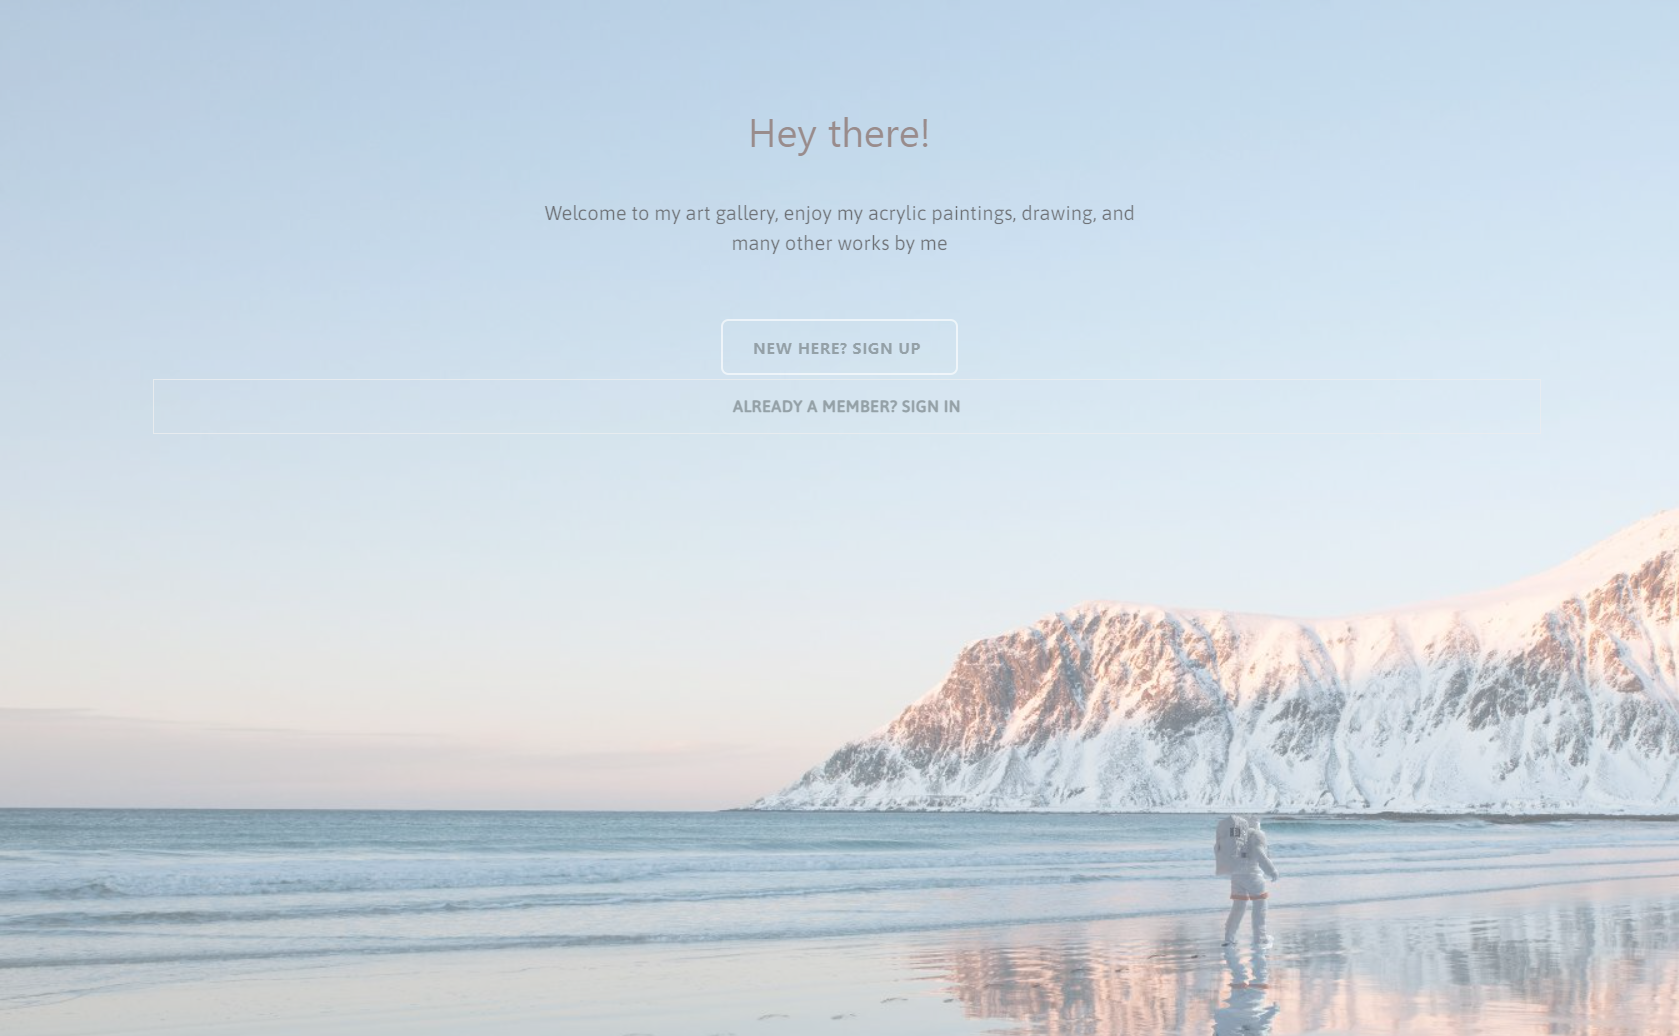 Hey there!
Welcome to my art gallery, enjoy my acrylic paintings, drawing, and
many other works by me
NEW HERE? SIGN UP
ALREADY A MEMBER? SIGN IN